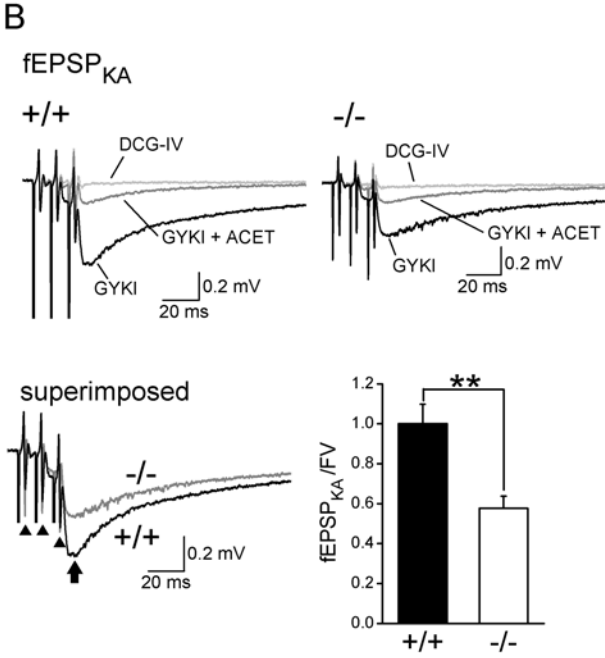 B
fEPSP_KA
+/+
-/-
DCG-IV
DCG-IV
GYKI + ACET
GYKI + ACET
GYKI
GYKI
0.2 mV
20 ms
0.2 mV
20 ms
superimposed
-/-
+/+
0.2 mV
20 ms
**
fEPSP_KA/FV
1.2
1.0
0.8
0.6
0.4
0.2
0.0
+/+
-/-